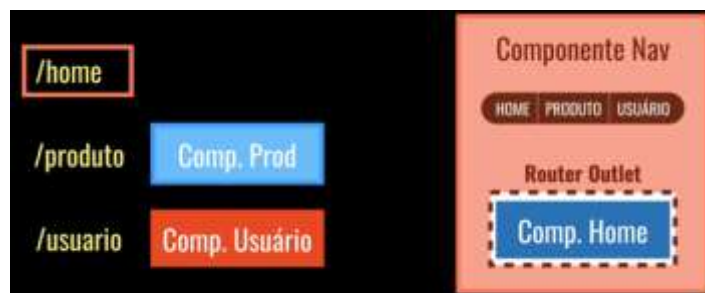 /home
/produto Comp. Prod
/usuario Comp. Usuário
Componente Nav
HOME PRODUTO USUÁRIO
Router Outlet
Comp. Home